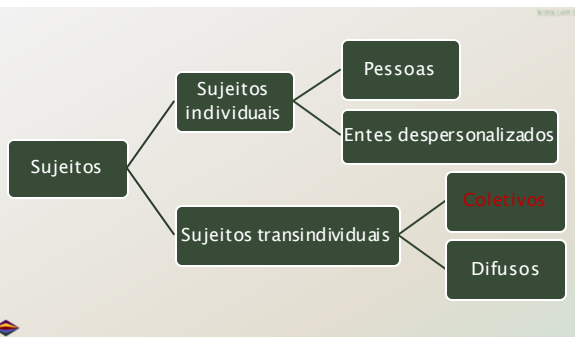 Sujeitos
Sujeitos
individuais
Pessoas
Entes despersonalizados
Sujeitos transindividuais
Coletivos
Difusos